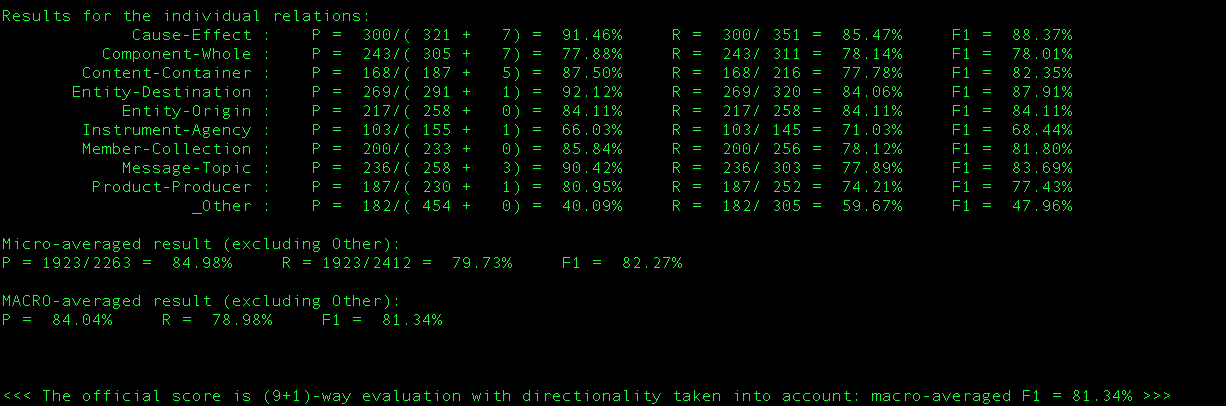 Results for the individual relations:
Cause-Effect : P = 300/( 321 + 7) = 91.46% R = 300/ 351 = 85.47% F1 = 88.37%
Component-Whole : P = 243/( 305 + 7) = 77.88% R = 243/ 311 = 78.14% F1 = 78.01%
Content-Container : P = 168/( 187 + 5) = 87.50% R = 168/ 216 = 77.78% F1 = 82.35%
Entity-Destination : P = 269/( 291 + 1) = 92.12% R = 269/ 320 = 84.06% F1 = 87.91%
Entity-Origin : P = 217/( 258 + 0) = 84.11% R = 217/ 258 = 84.11% F1 = 84.11%
Instrument-Agency : P = 103/( 155 + 1) = 66.03% R = 103/ 145 = 71.03% F1 = 68.44%
Member-Collection : P = 200/( 233 + 0) = 85.84% R = 200/ 256 = 78.12% F1 = 81.80%
Message-Topic : P = 236/( 258 + 3) = 90.42% R = 236/ 303 = 77.89% F1 = 83.69%
Product-Producer : P = 187/( 230 + 1) = 80.95% R = 187/ 252 = 74.21% F1 = 77.43%
_Other : P = 182/( 454 + 0) = 40.09% R = 182/ 305 = 59.67% F1 = 47.96%
Micro-averaged result (excluding Other):
P = 1923/2263 = 84.98% R = 1923/2412 = 79.73% F1 = 82.27%
MACRO-averaged result (excluding Other):
P = 84.04% R = 78.98% F1 = 81.34%
<<< The official score is (9+1)-way evaluation with directionality taken into account: macro-averaged F1 = 81.34% >>>